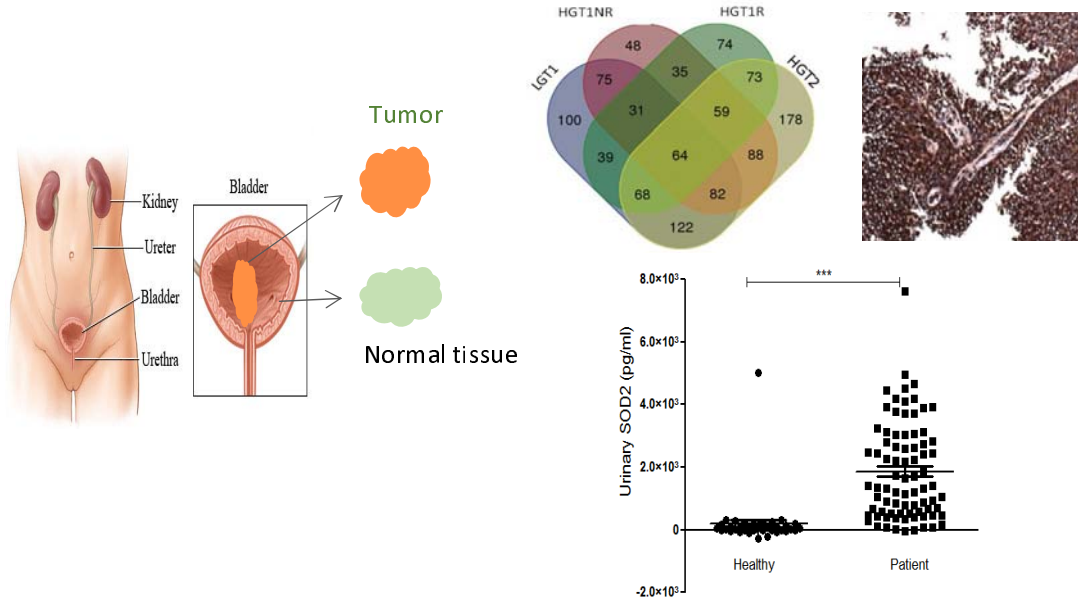 Kidney
Ureter
Bladder
Urethra
Bladder
Tumor
Normal tissue
HGT1NR
HGT1R
LGT1
HGT2
48
74
75
35
73
100
31
59
178
39
64
88
68
82
122
Urinary SOD2 (pg/ml)
8.0×10³
6.0×10³
4.0×10³
2.0×10³
0
-2.0×10³
***
Healthy
Patient